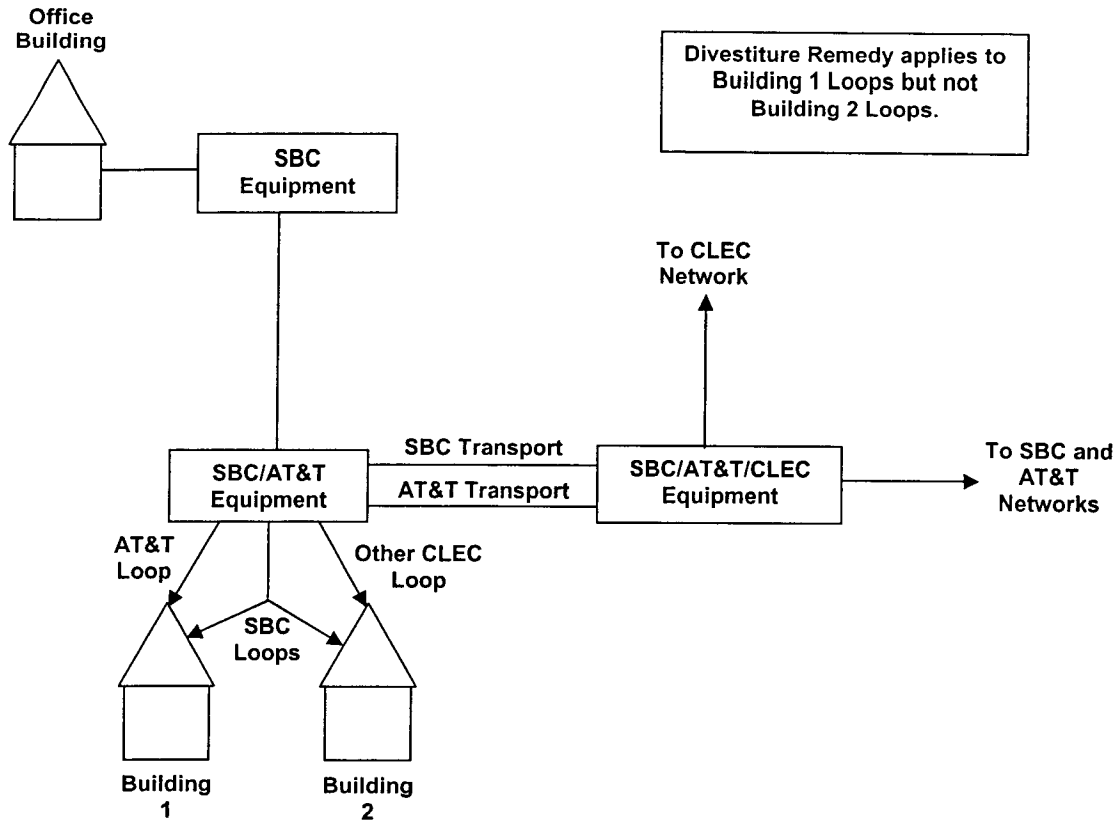 Office
Building
Divestiture Remedy applies to
Building 1 Loops but not
Building 2 Loops.
SBC
Equipment
To CLEC
Network
SBC Transport
AT&T Transport
SBC/AT&T
Equipment
SBC/AT&T/CLEC
Equipment
To SBC and
AT&T
Networks
AT&T
Loop
Other CLEC
Loop
SBC
Loops
Building
1
Building
2